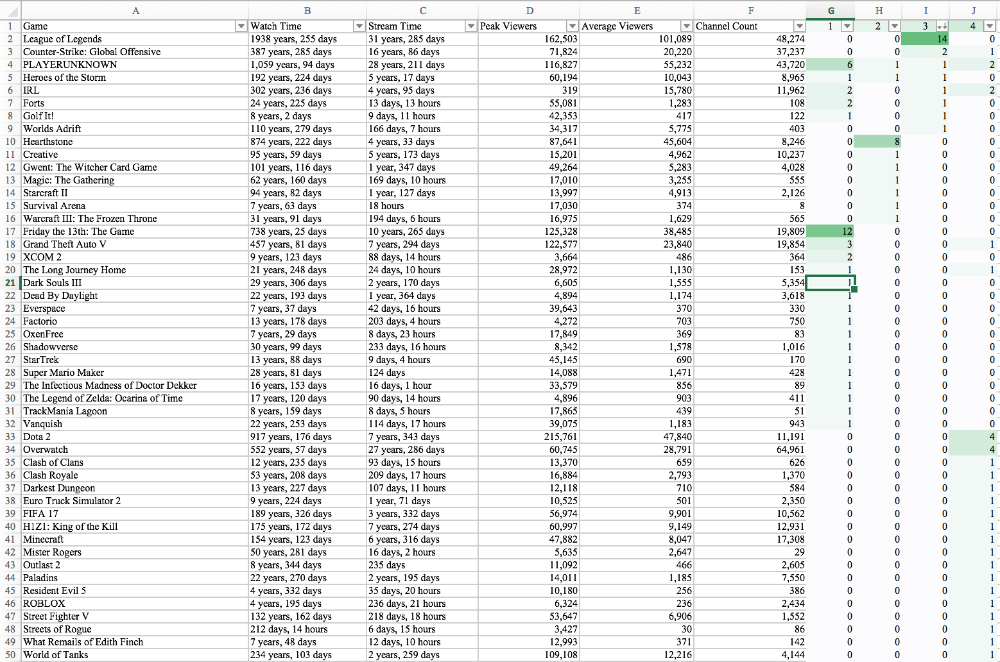 A B C D E F G H I J
1 Game Watch Time Stream Time Peak Viewers Average Viewers Channel Count 1 2 3 4
2 League of Legends 1938 years, 255 days 31 years, 285 days 162,503 101,089 48,274 0 0 14 0
3 Counter-Strike: Global Offensive 387 years, 285 days 16 years, 86 days 71,824 20,220 37,237 0 0 2 1
4 PLAYERUNKNOWN 1,059 years, 94 days 28 years, 211 days 116,827 55,232 43,720 6 1 1 2
5 Heroes of the Storm 192 years, 224 days 5 years, 17 days 60,194 10,043 8,965 1 1 1 0
6 IRL 302 years, 236 days 4 years, 95 days 319 15,780 11,962 2 0 1 2
7 Forts 24 years, 225 days 13 days, 13 hours 55,081 1,283 108 2 0 1 0
8 Golf It! 8 years, 2 days 9 days, 11 hours 42,353 417 122 1 0 1 0
9 Worlds Adrift 110 years, 279 days 166 days, 7 hours 34,317 5,775 403 0 0 1 0
10 Hearthstone 874 years, 222 days 4 years, 33 days 87,641 45,604 8,246 0 8 0 0
11 Creative 95 years, 59 days 5 years, 173 days 15,201 4,962 10,237 0 1 0 0
12 Gwent: The Witcher Card Game 101 years, 116 days 1 year, 347 days 49,264 5,283 4,028 0 1 0 0
13 Magic: The Gathering 62 years, 160 days 169 days, 10 hours 17,010 3,255 555 0 1 0 0
14 Starcraft II 94 years, 82 days 1 year, 127 days 13,997 4,913 2,126 0 1 0 0
15 Survival Arena 7 years, 63 days 18 hours 17,030 374 8 0 1 0 0
16 Warcraft III: The Frozen Throne 31 years, 91 days 194 days, 6 hours 16,975 1,629 565 0 1 0 0
17 Friday the 13th: The Game 738 years, 25 days 10 years, 265 days 125,328 38,485 19,809 12 0 0 0
18 Grand Theft Auto V 457 years, 81 days 7 years, 294 days 122,577 23,840 19,854 3 0 0 1
19 XCOM 2 9 years, 123 days 88 days, 14 hours 3,664 486 364 2 0 0 0
20 The Long Journey Home 21 years, 248 days 24 days, 10 hours 28,972 1,130 153 1 0 0 1
21 Dark Souls III 29 years, 306 days 2 years, 170 days 6,605 1,555 5,354 1 0 0 0
22 Dead By Daylight 22 years, 193 days 1 year, 364 days 4,894 1,174 3,618 1 0 0 0
23 Everspace 7 years, 37 days 42 days, 16 hours 39,643 370 330 1 0 0 0
24 Factorio 13 years, 178 days 203 days, 4 hours 4,272 703 750 1 0 0 0
25 OxenFree 7 years, 29 days 8 days, 23 hours 17,849 369 83 1 0 0 0
26 Shadowverse 30 years, 99 days 233 days, 16 hours 8,342 1,578 1,016 1 0 0 0
27 StarTrek 13 years, 88 days 9 days, 4 hours 45,145 690 170 1 0 0 0
28 Super Mario Maker 28 years, 81 days 124 days 14,088 1,471 428 1 0 0 0
29 The Infectious Madness of Doctor Dekker 16 years, 153 days 16 days, 1 hour 33,579 856 89 1 0 0 0
30 The Legend of Zelda: Ocarina of Time 17 years, 120 days 90 days, 14 hours 4,896 903 411 1 0 0 0
31 TrackMania Lagoon 8 years, 159 days 8 days, 5 hours 17,865 439 51 1 0 0 0
32 Vanquish 22 years, 253 days 114 days, 17 hours 39,075 1,183 943 1 0 0 0
33 Dota 2 917 years, 176 days 7 years, 343 days 215,761 47,840 11,191 0 0 0 4
34 Overwatch 552 years, 57 days 27 years, 286 days 60,745 28,791 64,961 0 0 0 4
35 Clash of Clans 12 years, 235 days 93 days, 15 hours 13,370 659 626 0 0 0 1
36 Clash Royale 53 years, 208 days 209 days, 17 hours 16,884 2,793 1,370 0 0 0 1
37 Darkest Dungeon 13 years, 227 days 107 days, 11 hours 12,118 710 584 0 0 0 1
38 Euro Truck Simulator 2 9 years, 224 days 1 year, 71 days 10,525 501 2,350 0 0 0 1
39 FIFA 17 189 years, 326 days 3 years, 332 days 56,974 9,901 10,562 0 0 0 1
40 H1Z1: King of the Kill 175 years, 172 days 7 years, 274 days 60,997 9,149 12,931 0 0 0 1
41 Minecraft 154 years, 123 days 6 years, 316 days 47,882 8,047 17,308 0 0 0 1
42 Mister Rogers 50 years, 281 days 16 days, 2 hours 5,635 2,647 29 0 0 0 1
43 Outlast 2 8 years, 344 days 235 days 11,092 466 2,605 0 0 0 1
44 Paladins 22 years, 270 days 2 years, 195 days 14,011 1,185 7,550 0 0 0 1
45 Resident Evil 5 4 years, 332 days 35 days, 20 hours 10,180 256 386 0 0 0 1
46 ROBLOX 4 years, 195 days 236 days, 21 hours 6,324 236 2,434 0 0 0 1
47 Street Fighter V 132 years, 162 days 218 days, 18 hours 53,647 6,906 1,552 0 0 0 1
48 Streets of Rogue 212 days, 14 hours 6 days, 15 hours 3,427 30 86 0 0 0 1
49 What Remails of Edith Finch 7 years, 48 days 12 days, 10 hours 12,993 371 142 0 0 0 1
50 World of Tanks 234 years, 103 days 2 years, 259 days 109,108 12,216 4,144 0 0 0 1